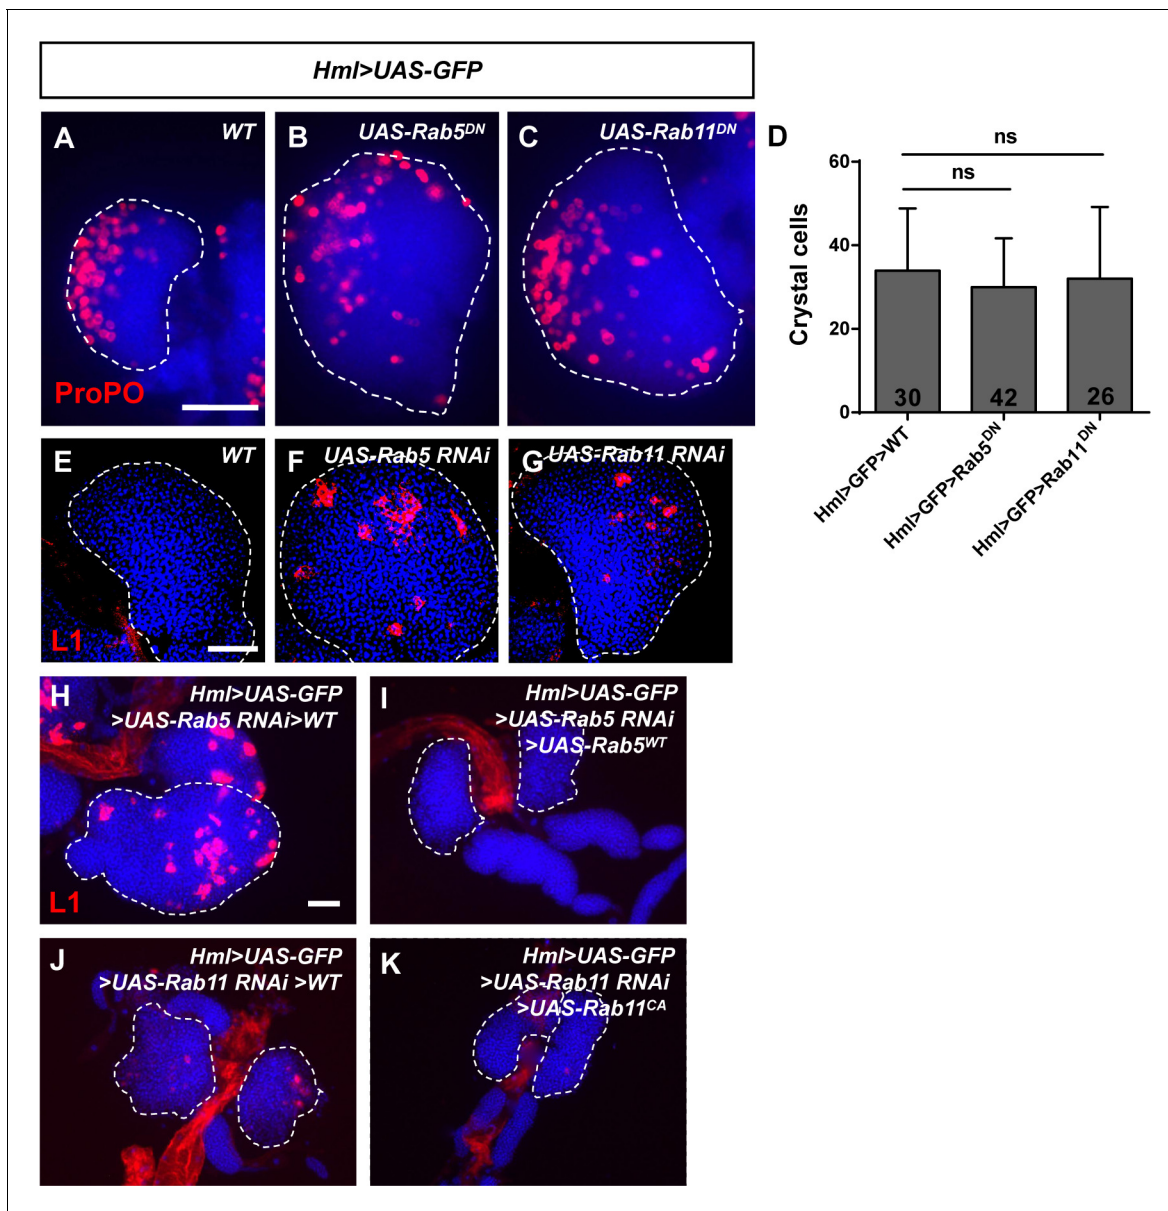 Hml>UAS-GFP
A
WT
B
UAS-Rab5DN
C
UAS-Rab11DN
ProPO
D
ns
ns
60
40
20
0
Crystal cells
30
42
26
Hml>GFP>WT
Hml>GFP>Rab5DN
Hml>GFP>Rab11DN
E
WT
F
UAS-Rab5 RNAi
G
UAS-Rab11 RNAi
L1
H
Hml>UAS-GFP
>UAS-Rab5 RNAi>WT
L1
I
Hml>UAS-GFP
>UAS-Rab5 RNAi
>UAS-Rab5WT
J
Hml>UAS-GFP
>UAS-Rab11 RNAi >WT
K
Hml>UAS-GFP
>UAS-Rab11 RNAi
>UAS-Rab11CA